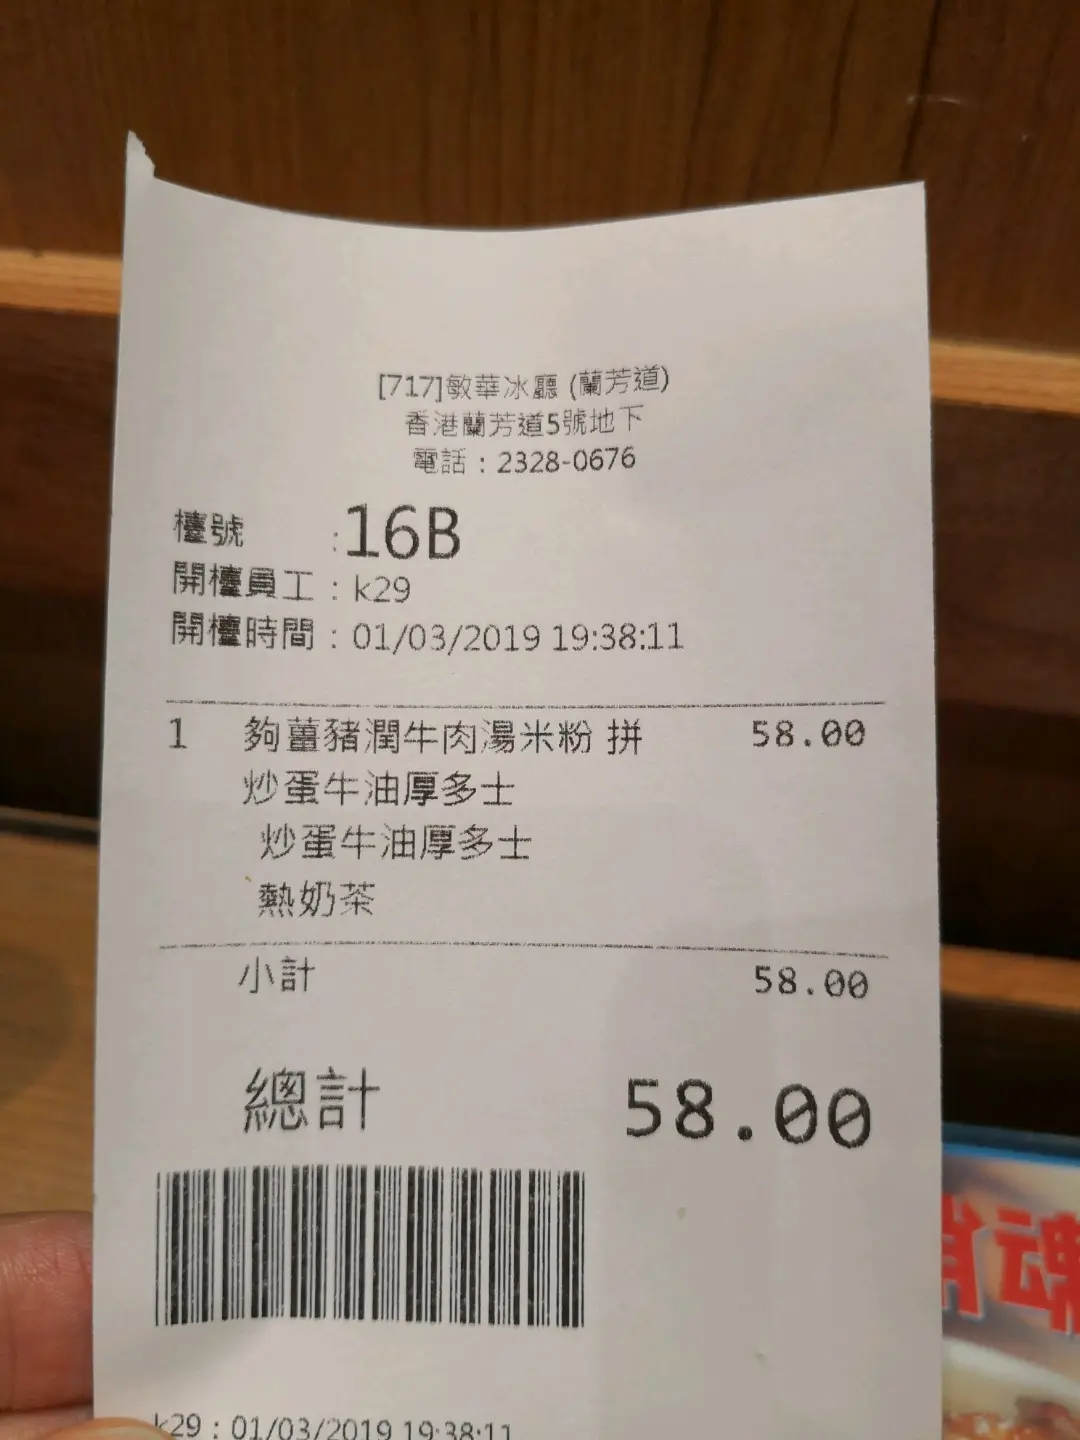 [717]敏華冰廳 (蘭芳道)
香港蘭芳道5號地下
電話：2328-0676
檯號 :16B
開檯員工：k29
開檯時間：01/03/2019 19:38:11
1 夠薑豬潤牛肉湯米粉 拼 58.00
炒蛋牛油厚多士
炒蛋牛油厚多士
熱奶茶
小計 58.00
總計 58.00
k29：01/03/2019 19:38:11
魂